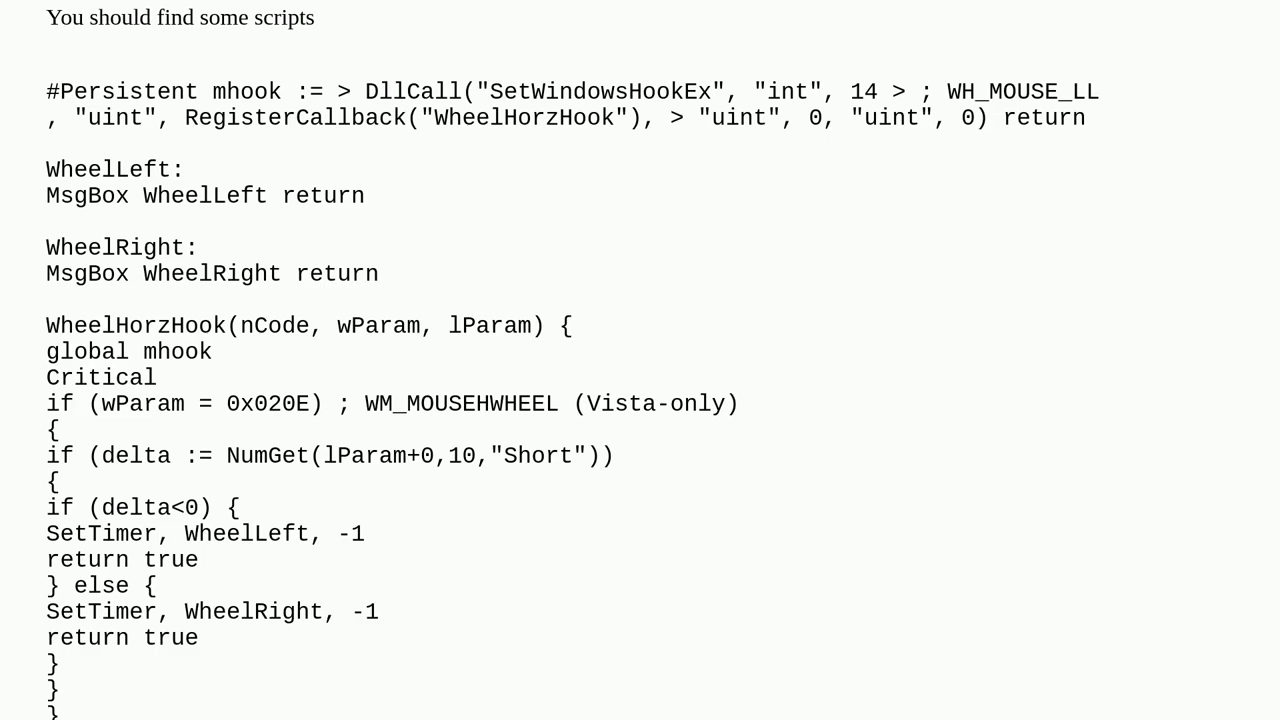 You should find some scripts
#Persistent mhook := > DllCall("SetWindowsHookEx", "int", 14 > ; WH_MOUSE_LL
, "uint", RegisterCallback("WheelHorzHook"), > "uint", 0, "uint", 0) return
WheelLeft:
MsgBox WheelLeft return
WheelRight:
MsgBox WheelRight return
WheelHorzHook(nCode, wParam, lParam) {
global mhook
Critical
if (wParam = 0x020E) ; WM_MOUSEHWHEEL (Vista-only)
{
if (delta := NumGet(lParam+0,10,"Short"))
{
if (delta<0) {
SetTimer, WheelLeft, -1
return true
} else {
SetTimer, WheelRight, -1
return true
}
}
}